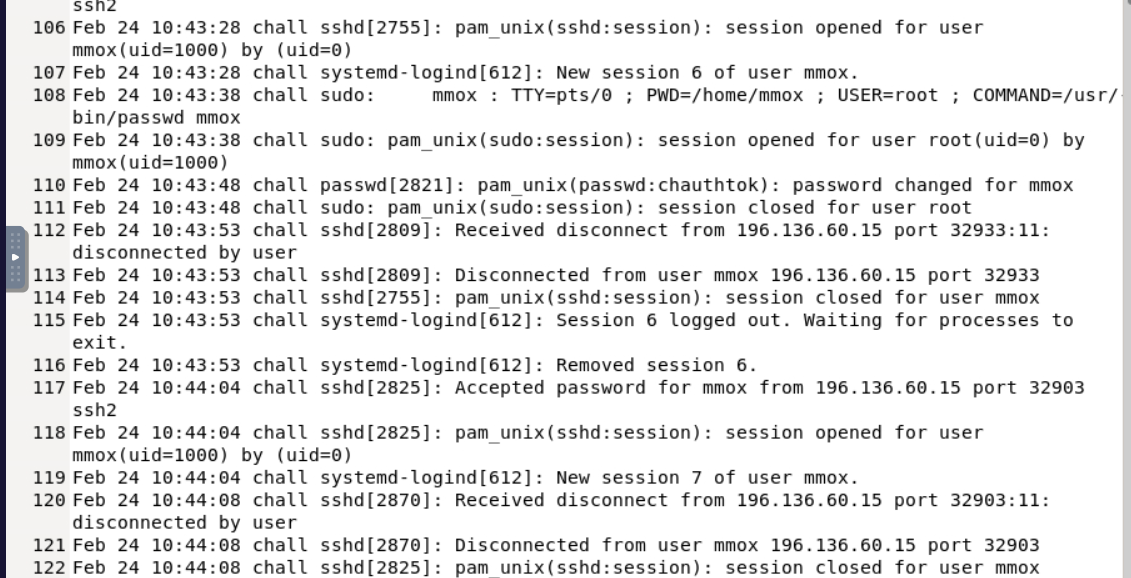 ssh2
106 Feb 24 10:43:28 chall sshd[2755]: pam_unix(sshd:session): session opened for user
mmox(uid=1000) by (uid=0)
107 Feb 24 10:43:28 chall systemd-logind[612]: New session 6 of user mmox.
108 Feb 24 10:43:38 chall sudo:     mmox : TTY=pts/0 ; PWD=/home/mmox ; USER=root ; COMMAND=/usr/
bin/passwd mmox
109 Feb 24 10:43:38 chall sudo: pam_unix(sudo:session): session opened for user root(uid=0) by
mmox(uid=1000)
110 Feb 24 10:43:48 chall passwd[2821]: pam_unix(passwd:chauthtok): password changed for mmox
111 Feb 24 10:43:48 chall sudo: pam_unix(sudo:session): session closed for user root
112 Feb 24 10:43:53 chall sshd[2809]: Received disconnect from 196.136.60.15 port 32933:11:
disconnected by user
113 Feb 24 10:43:53 chall sshd[2809]: Disconnected from user mmox 196.136.60.15 port 32933
114 Feb 24 10:43:53 chall sshd[2755]: pam_unix(sshd:session): session closed for user mmox
115 Feb 24 10:43:53 chall systemd-logind[612]: Session 6 logged out. Waiting for processes to
exit.
116 Feb 24 10:43:53 chall systemd-logind[612]: Removed session 6.
117 Feb 24 10:44:04 chall sshd[2825]: Accepted password for mmox from 196.136.60.15 port 32903
ssh2
118 Feb 24 10:44:04 chall sshd[2825]: pam_unix(sshd:session): session opened for user
mmox(uid=1000) by (uid=0)
119 Feb 24 10:44:04 chall systemd-logind[612]: New session 7 of user mmox.
120 Feb 24 10:44:08 chall sshd[2870]: Received disconnect from 196.136.60.15 port 32903:11:
disconnected by user
121 Feb 24 10:44:08 chall sshd[2870]: Disconnected from user mmox 196.136.60.15 port 32903
122 Feb 24 10:44:08 chall sshd[2825]: pam_unix(sshd:session): session closed for user mmox